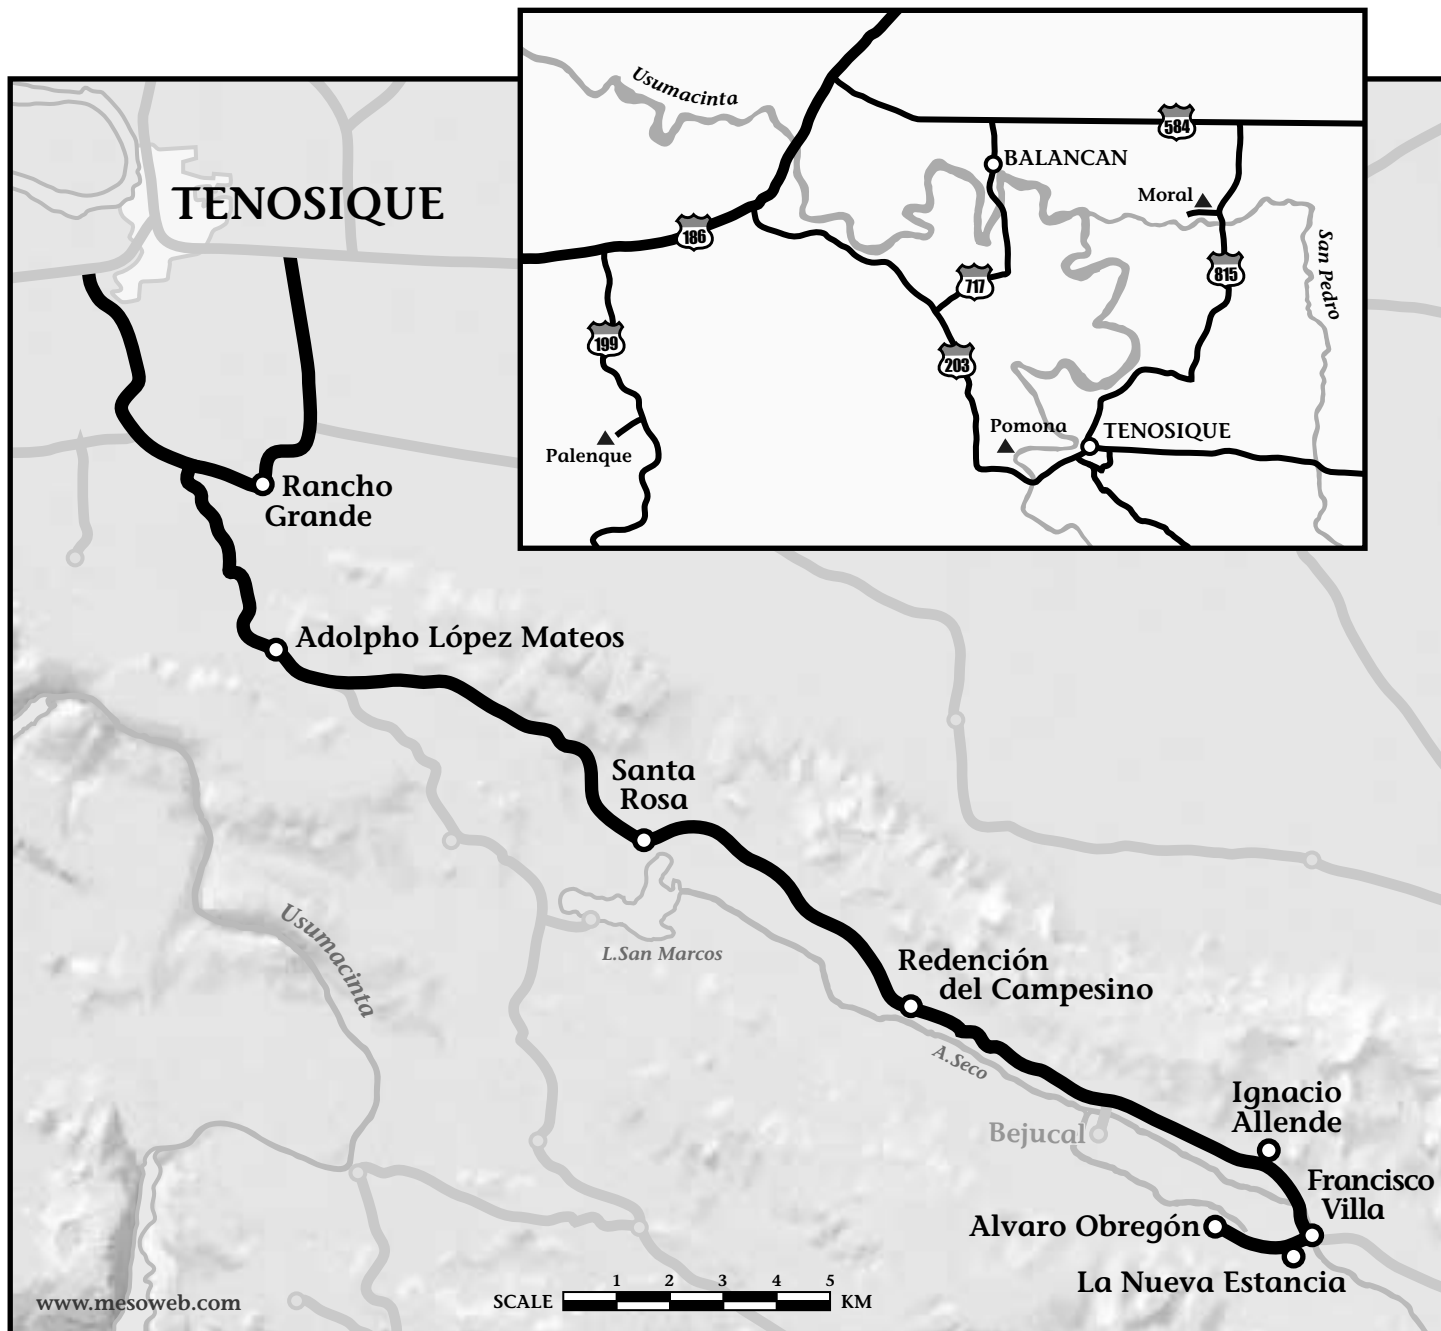 Usumacinta
584
BALANCAN
Moral
186
San Pedro
815
717
199
203
Pomona
TENOSIQUE
Palenque
TENOSIQUE
Rancho
Grande
Adolpho López Mateos
Santa
Rosa
Usumacinta
L.San Marcos
Redención
del Campesino
A.Seco
Ignacio
Allende
Bejucal
Francisco
Villa
Alvaro Obregón
La Nueva Estancia
1 2 3 4 5
SCALE KM
www.mesoweb.com